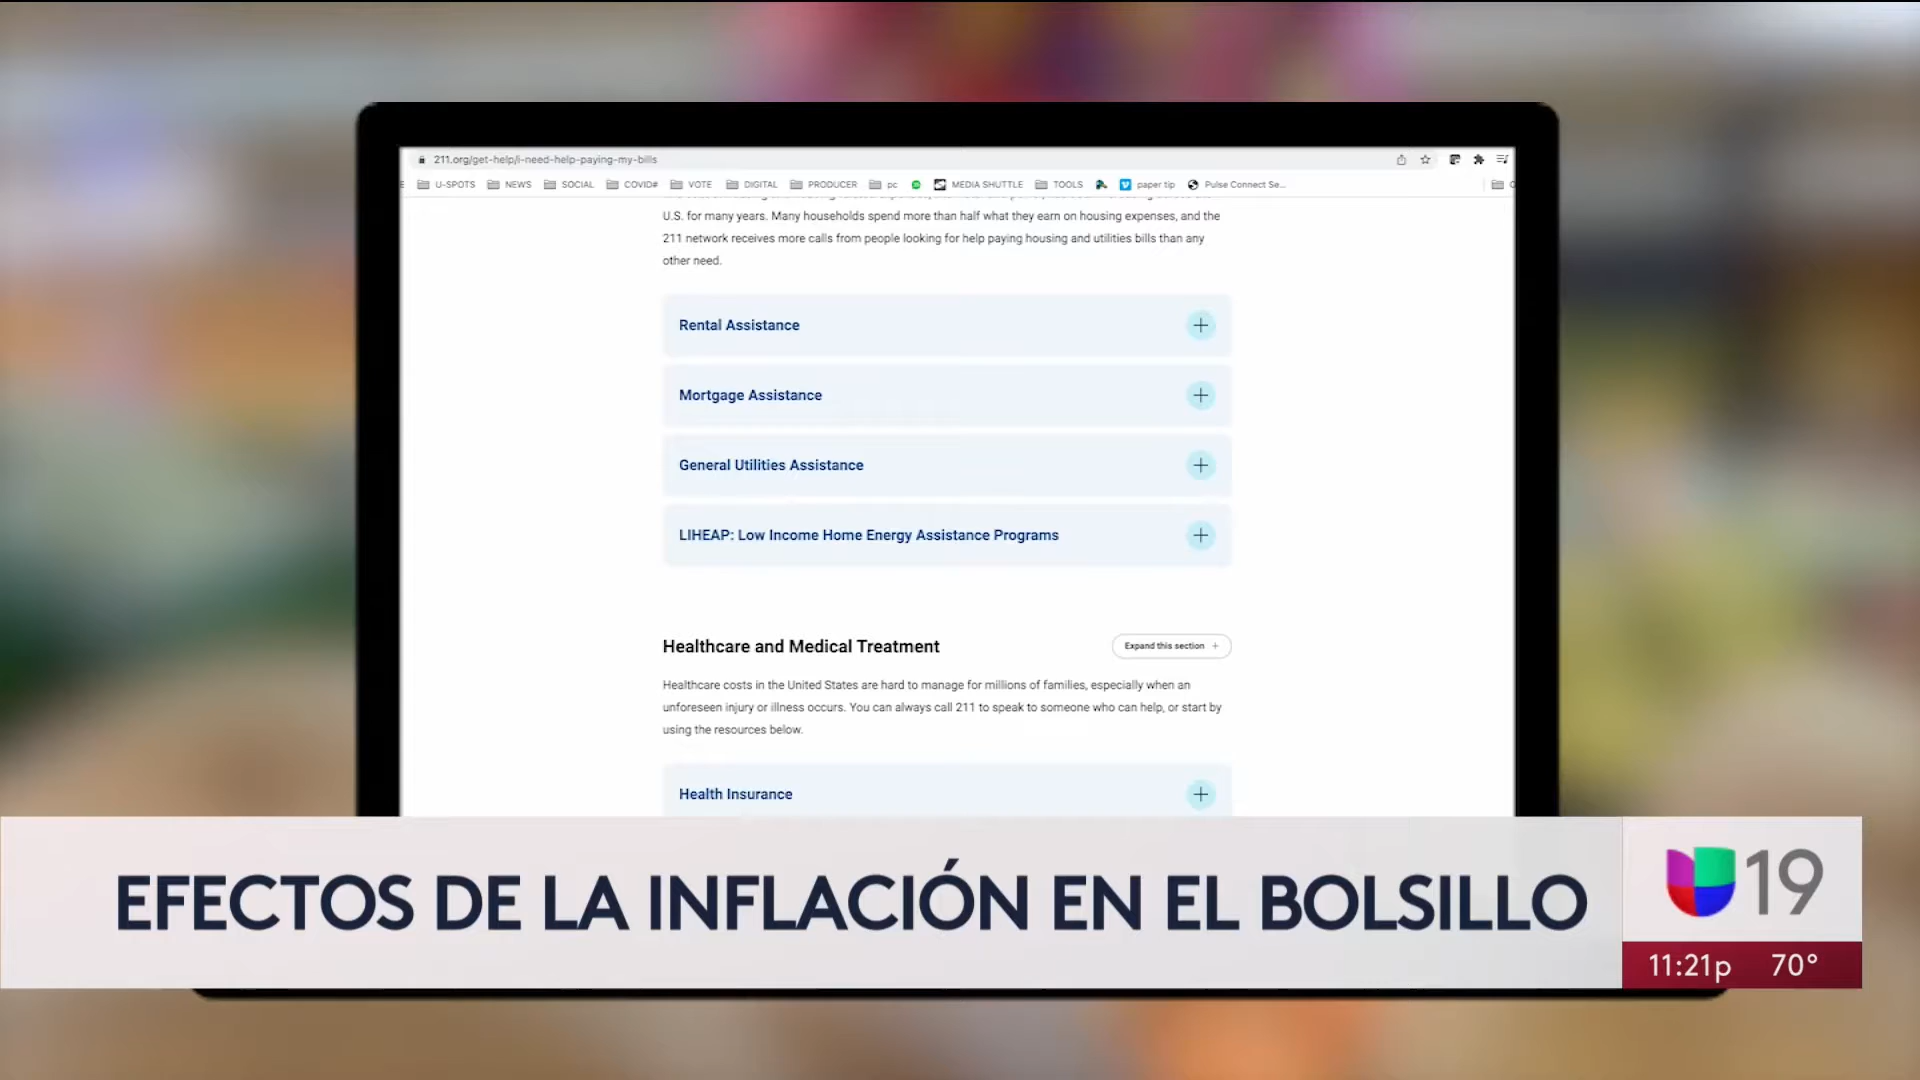 211.org/get-help/i-need-help-paying-my-bills
U-SPOTS NEWS SOCIAL COVID# VOTE DIGITAL PRODUCER pc MEDIA SHUTTLE TOOLS paper tip Pulse Connect Se...
U.S. for many years. Many households spend more than half what they earn on housing expenses, and the
211 network receives more calls from people looking for help paying housing and utilities bills than any
other need.
Rental Assistance
Mortgage Assistance
General Utilities Assistance
LIHEAP: Low Income Home Energy Assistance Programs
Healthcare and Medical Treatment
Expand this section +
Healthcare costs in the United States are hard to manage for millions of families, especially when an
unforeseen injury or illness occurs. You can always call 211 to speak to someone who can help, or start by
using the resources below.
Health Insurance
EFECTOS DE LA INFLACIÓN EN EL BOLSILLO
19
11:21p 70°